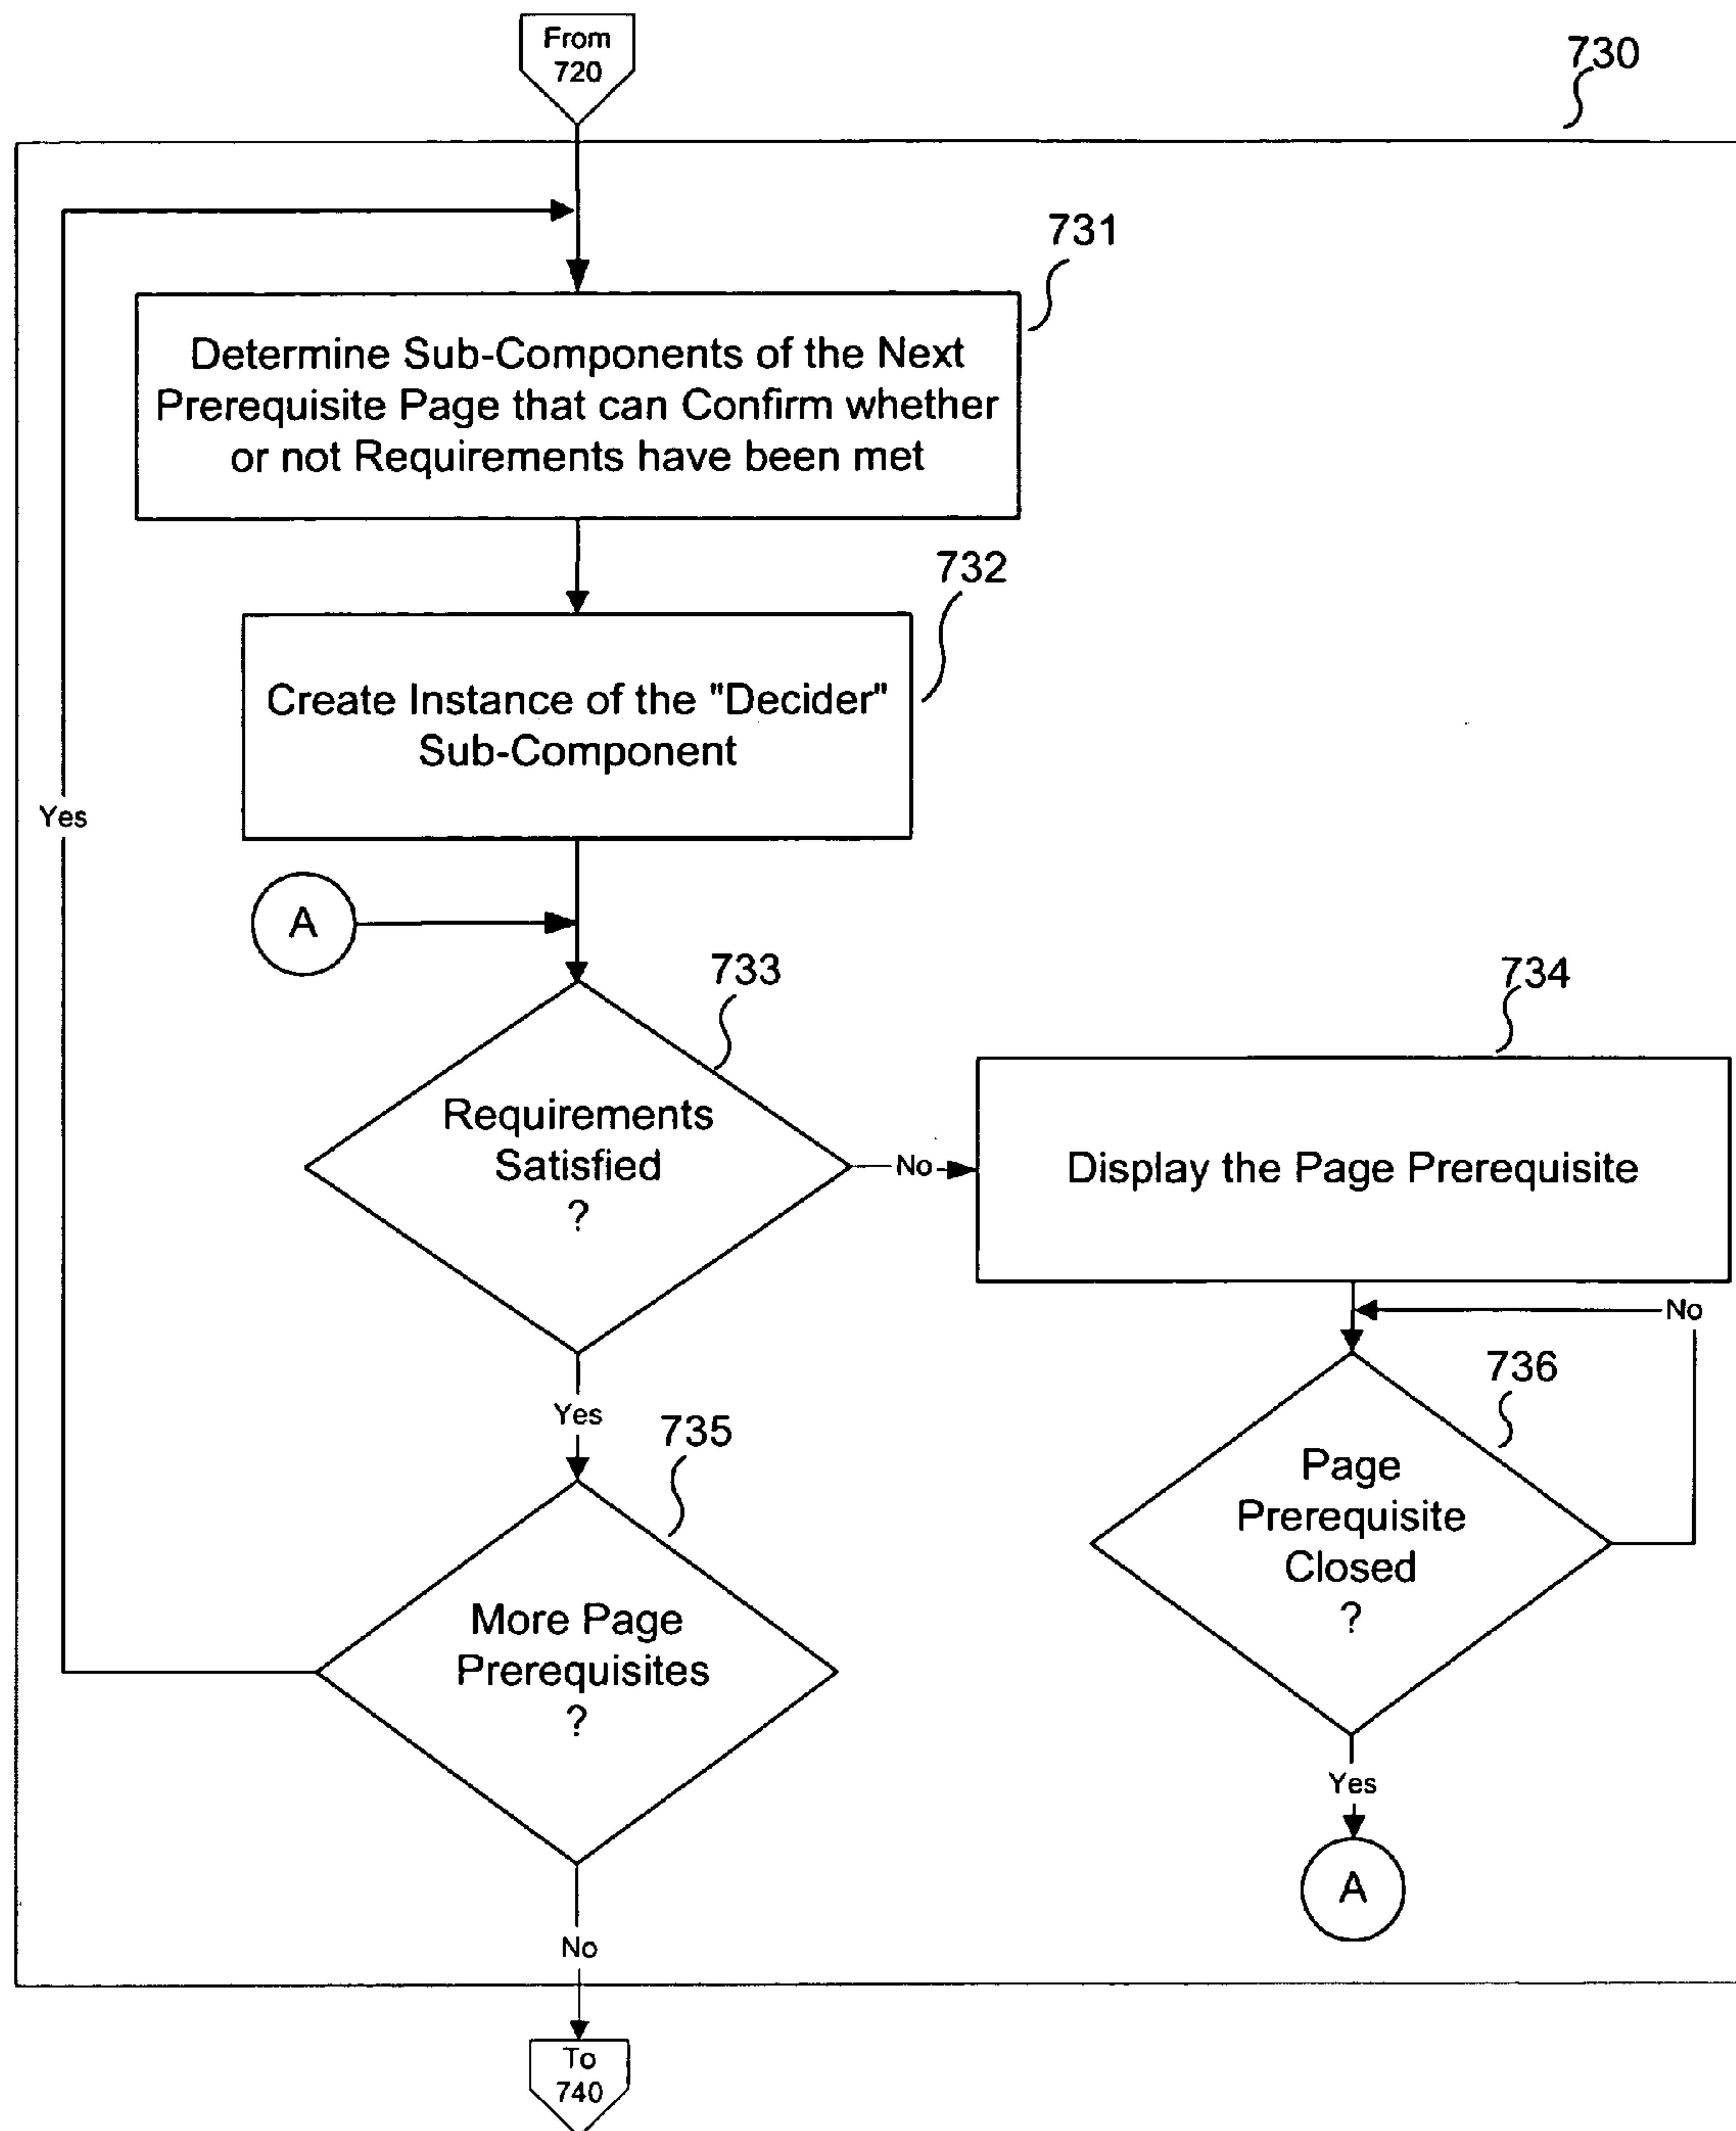 From
720
730
731
Determine Sub-Components of the Next
Prerequisite Page that can Confirm whether
or not Requirements have been met
732
Create Instance of the "Decider"
Sub-Component
Yes
A
733
734
Requirements
Satisfied
?
No
Display the Page Prerequisite
No
736
Yes
735
Page
Prerequisite
Closed
?
More Page
Prerequisites
?
Yes
A
No
To
740